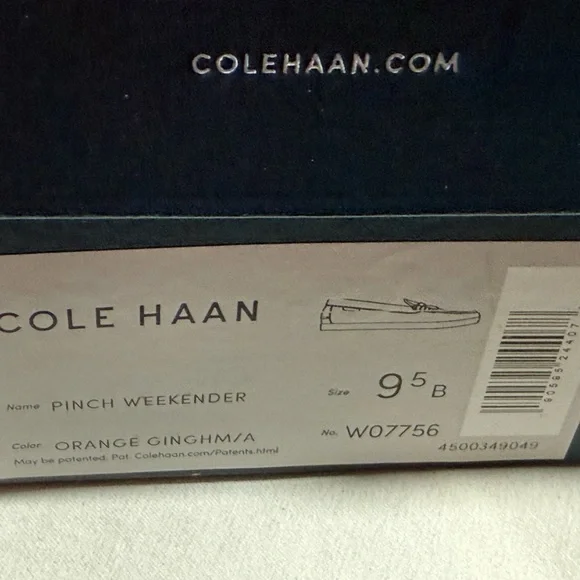 COLEHAAN.COM
COLE HAAN
Name PINCH WEEKENDER
Size 9 5 B
Color ORANGE GINGHM/A
No. W07756
May be patented. Pat. Colehaan.com/Patents.html
4500349049